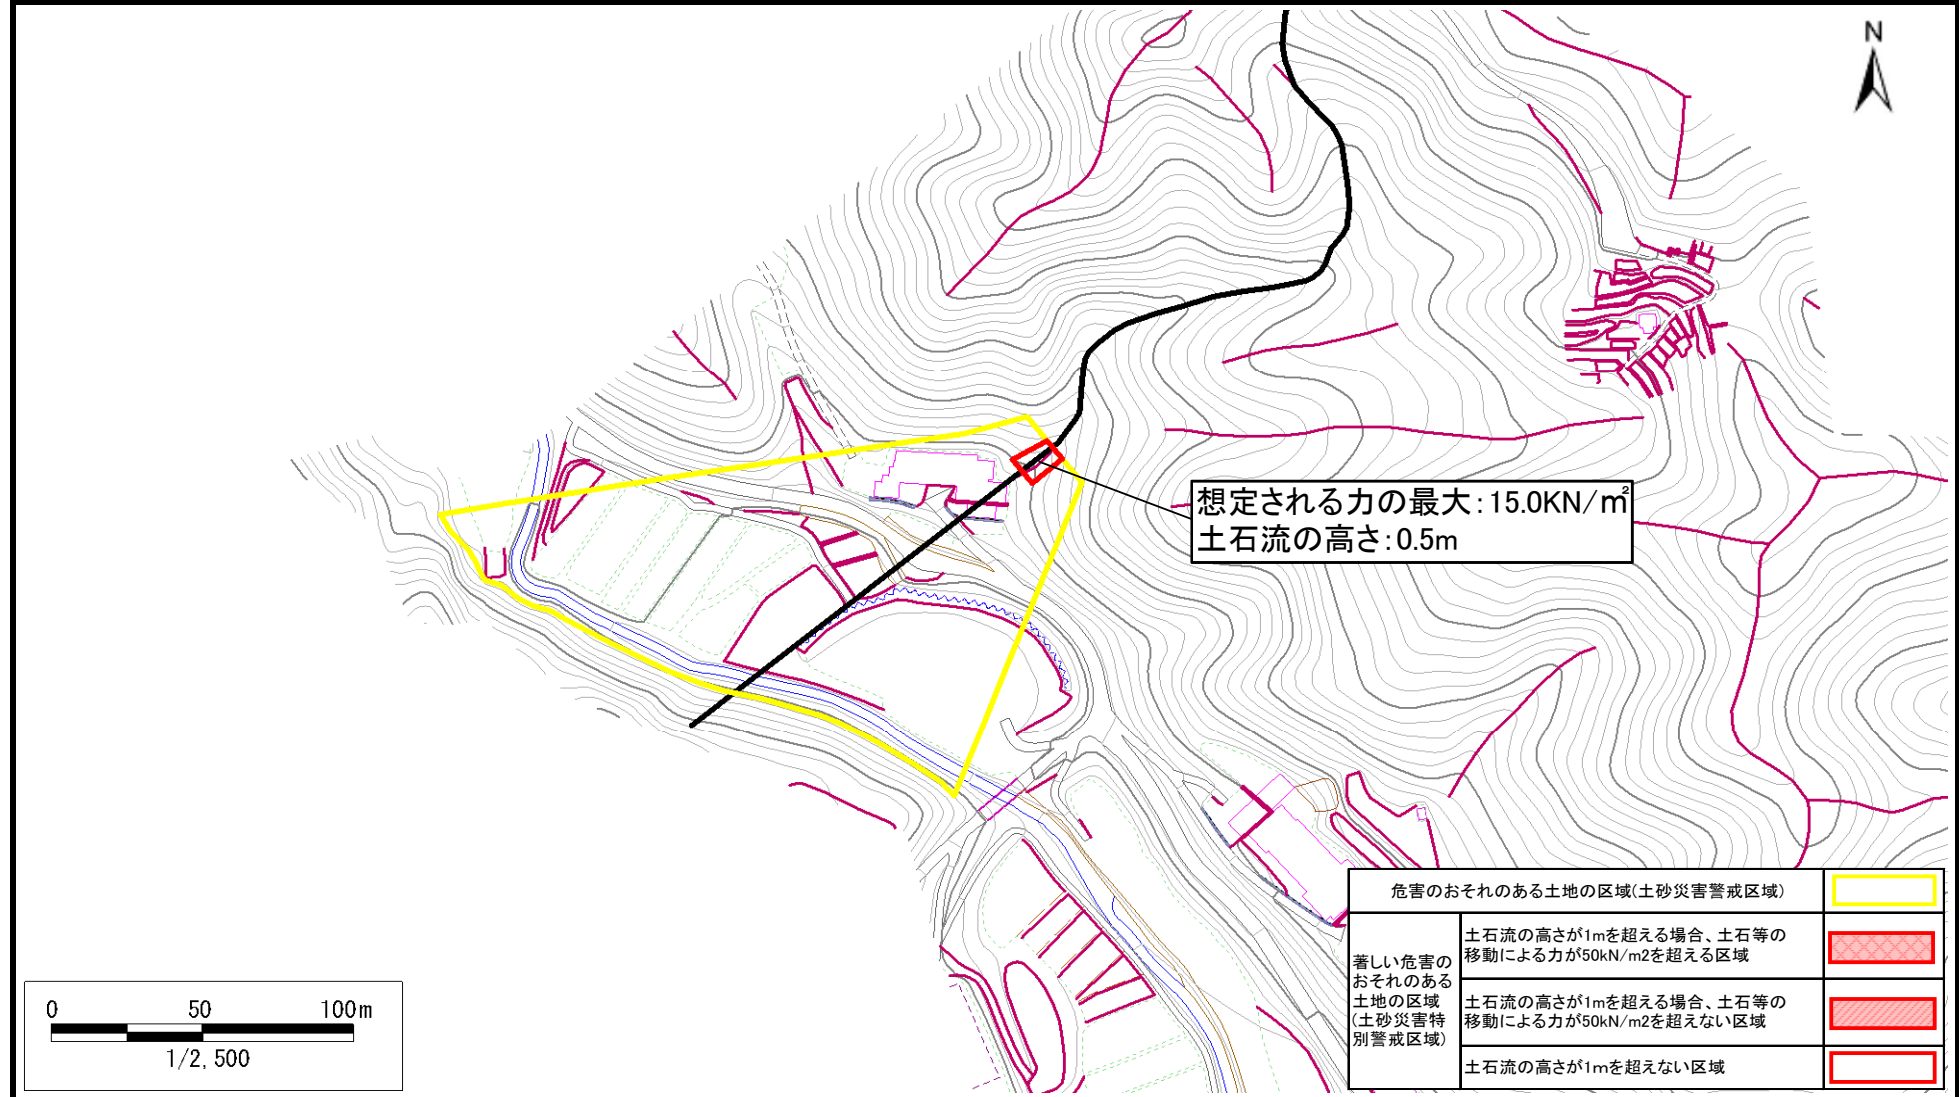 N
想定される力の最大：15.0KN/㎡
土石流の高さ：0.5m
危害のおそれのある土地の区域(土砂災害警戒区域)
著しい危害の
おそれのある
土地の区域
(土砂災害特
別警戒区域)
土石流の高さが1mを超える場合、土石等の
移動による力が50kN/m2を超える区域
土石流の高さが1mを超える場合、土石等の
移動による力が50kN/m2を超えない区域
土石流の高さが1mを超えない区域
0 50 100m
1/2,500